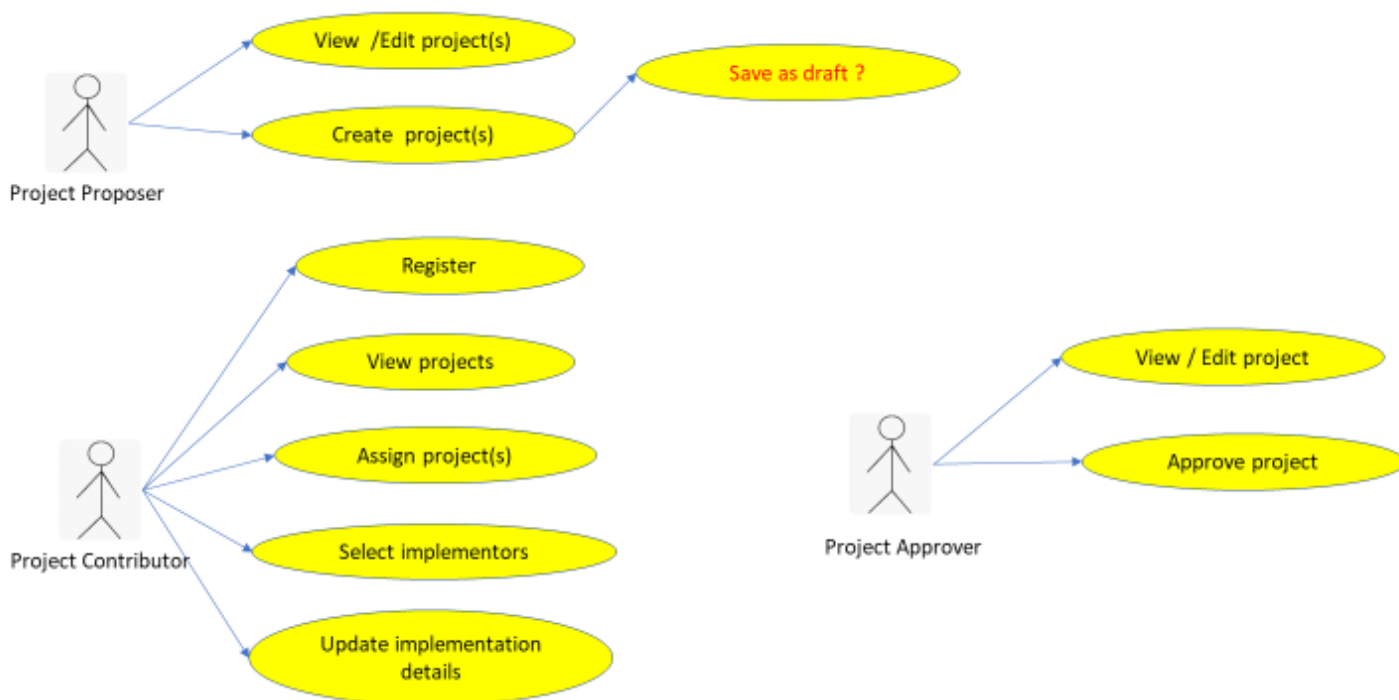 View /Edit project(s)
Save as draft ?
Create project(s)
Project Proposer
Register
View projects
Assign project(s)
Select implementors
Project Contributor
Update implementation
details
View / Edit project
Approve project
Project Approver